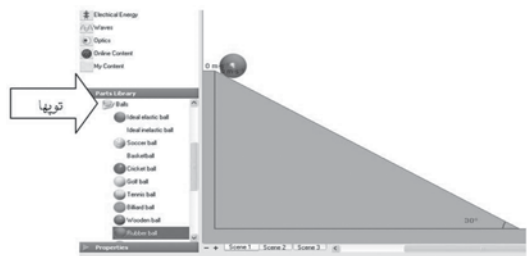 Electrical Energy
Waves
Optics
Online Content
My Content
Parts Library
Balls
Ideal elastic ball
Ideal inelastic ball
Soccer ball
Basketball
Cricket ball
Golf ball
Tennis ball
Billiard ball
Wooden ball
Rubber ball
Properties
توپها
0 m
Scene 1 Scene 2 Scene 3